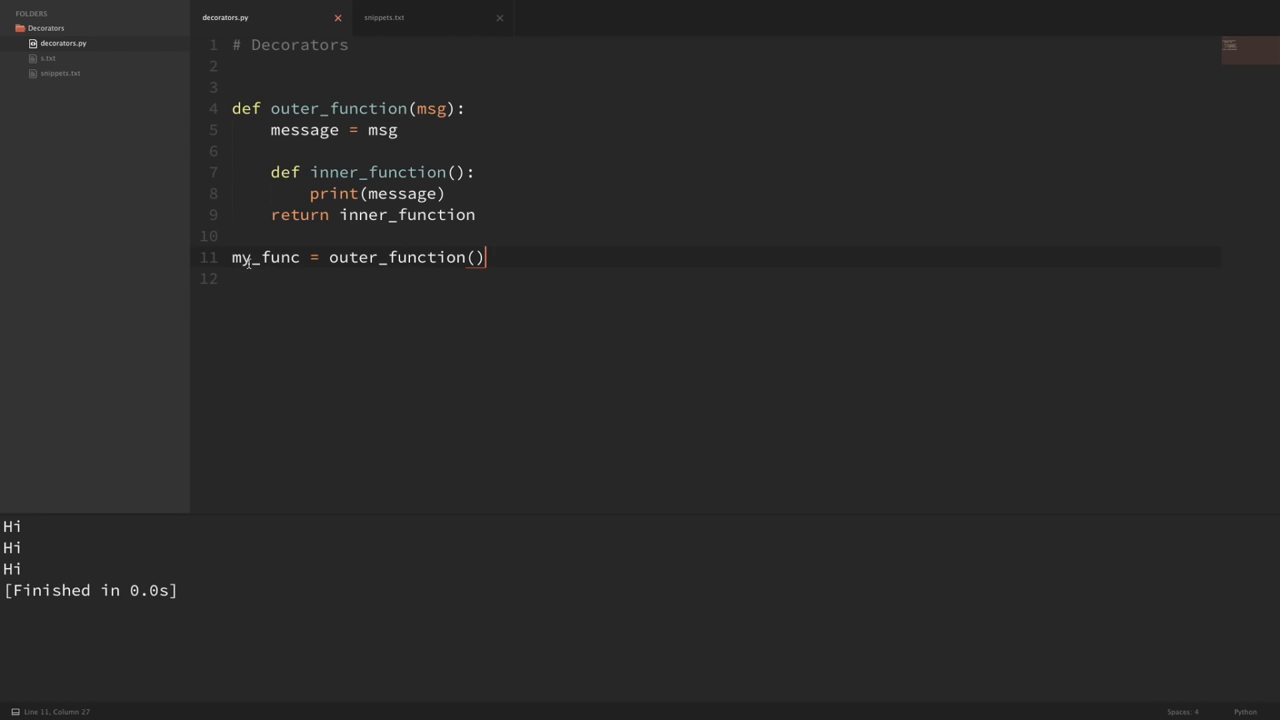 FOLDERS
Decorators
decorators.py
s.txt
snippets.txt
decorators.py
snippets.txt
1 # Decorators
2
3
4 def outer_function(msg):
5     message = msg
6
7     def inner_function():
8         print(message)
9     return inner_function
10
11 my_func = outer_function()
12
Hi
Hi
Hi
[Finished in 0.0s]
Line 11, Column 27
Spaces: 4
Python